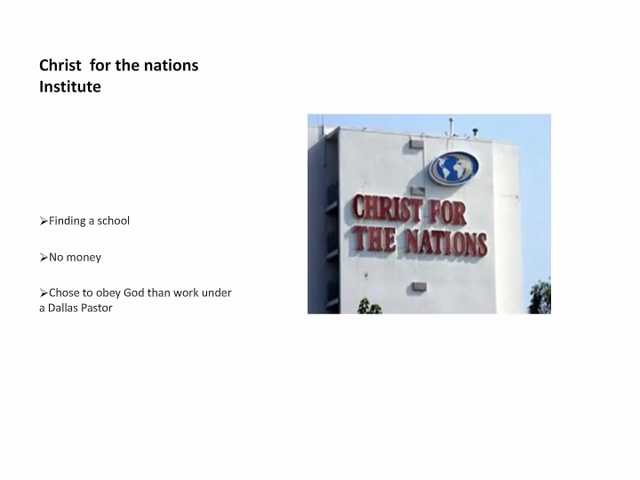 Christ for the nations
Institute
➢Finding a school
➢No money
➢Chose to obey God than work under
a Dallas Pastor
CHRIST FOR
THE NATIONS